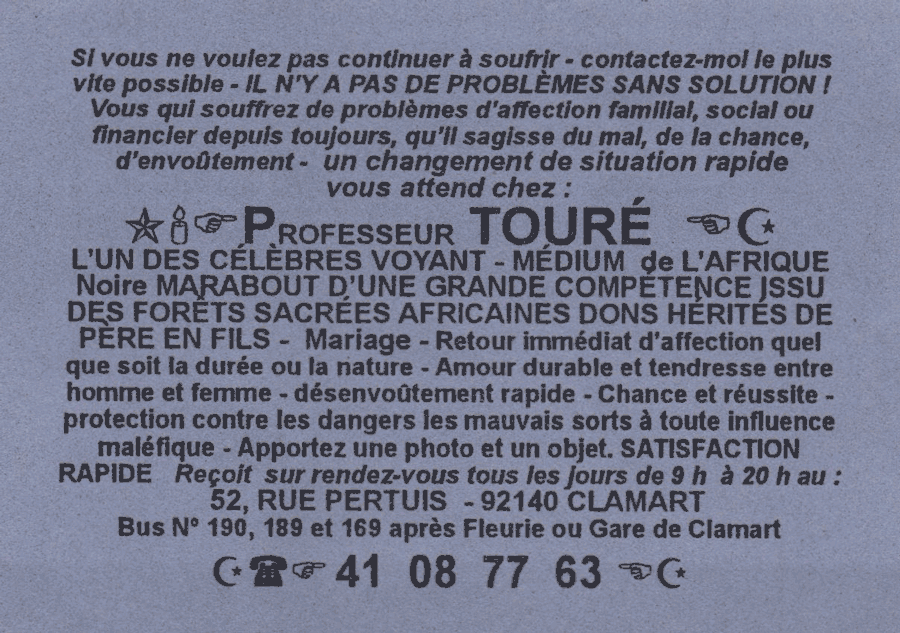 Si vous ne voulez pas continuer à soufrir - contactez-moi le plus
vite possible - IL N'Y A PAS DE PROBLÈMES SANS SOLUTION !
Vous qui souffrez de problèmes d'affection familial, social ou
financier depuis toujours, qu'il sagisse du mal, de la chance,
d'envoûtement - un changement de situation rapide
vous attend chez :
PROFESSEUR TOURÉ
L'UN DES CÉLÈBRES VOYANT - MÉDIUM de L'AFRIQUE
Noire MARABOUT D'UNE GRANDE COMPÉTENCE ISSU
DES FORÊTS SACRÉES AFRICAINES DONS HÉRITÉS DE
PÈRE EN FILS - Mariage - Retour immédiat d'affection quel
que soit la durée ou la nature - Amour durable et tendresse entre
homme et femme - désenvoûtement rapide - Chance et réussite -
protection contre les dangers les mauvais sorts à toute influence
maléfique - Apportez une photo et un objet. SATISFACTION
RAPIDE Reçoit sur rendez-vous tous les jours de 9 h à 20 h au :
52, RUE PERTUIS - 92140 CLAMART
Bus N° 190, 189 et 169 après Fleurie ou Gare de Clamart
41 08 77 63